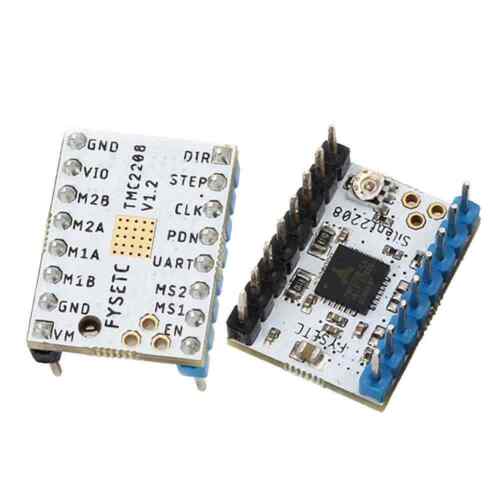 GND
VIO
M2B
M2A
M1A
M1B
GND
VM
DIR
STEP
CLK
PDN
UART
MS2
MS1
EN
TMC2208
V1.2
FYSETC
Silent2208
FYSETC